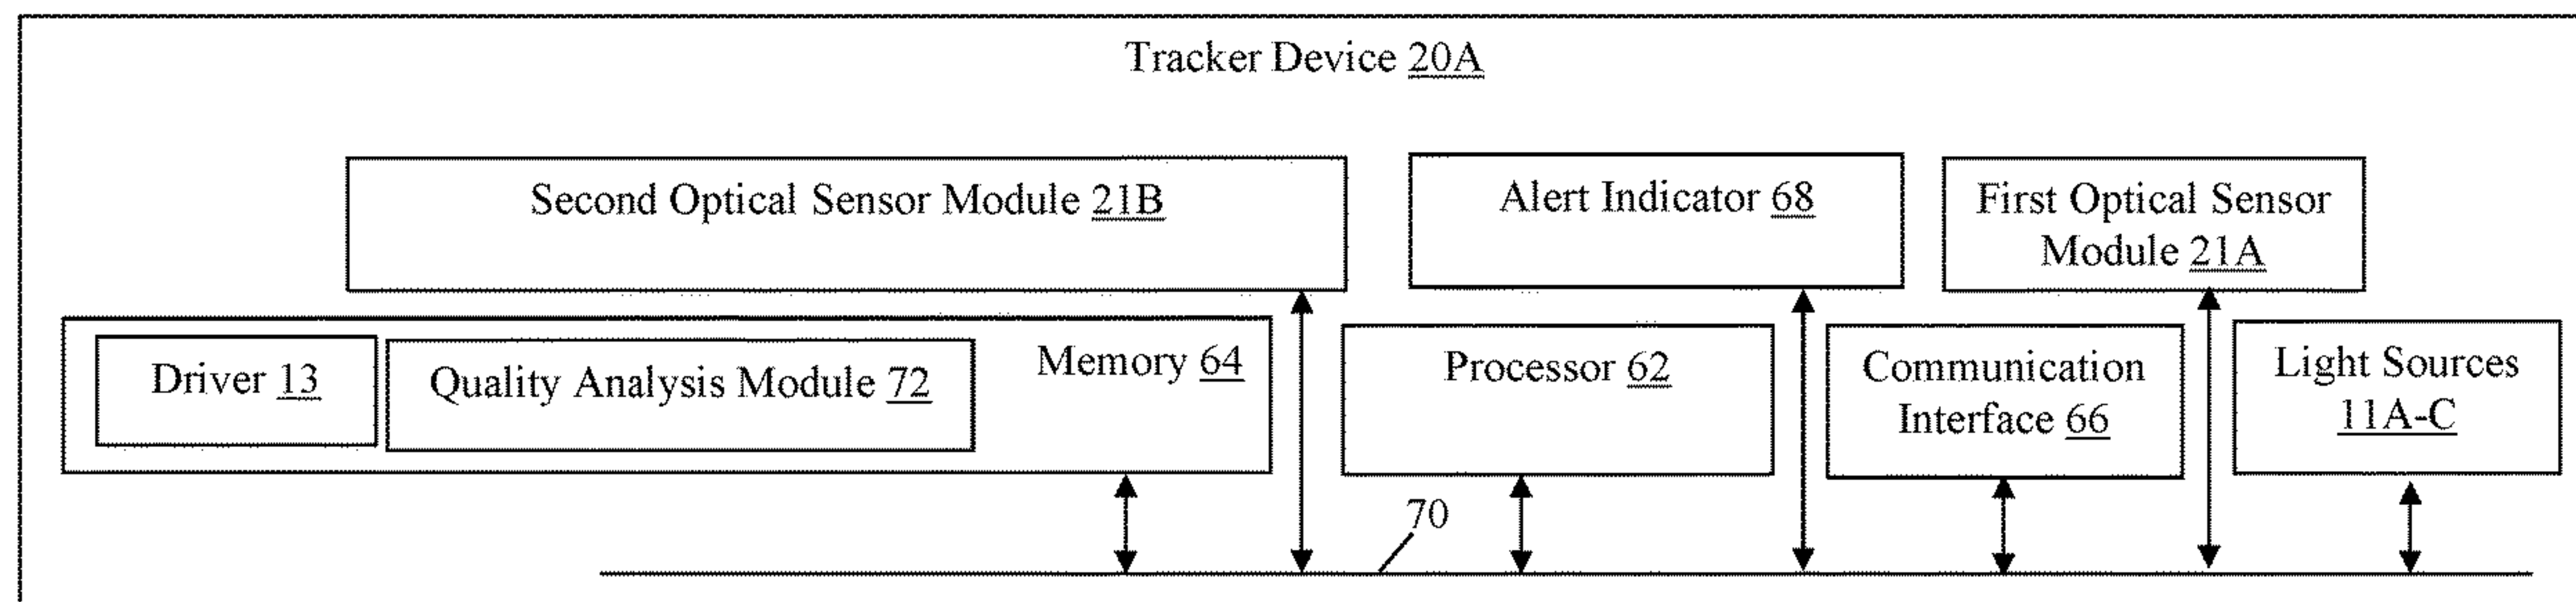 Tracker Device 20A
Second Optical Sensor Module 21B
Alert Indicator 68
First Optical Sensor
Module 21A
Driver 13
Quality Analysis Module 72
Memory 64
Processor 62
Communication
Interface 66
Light Sources
11A-C
70